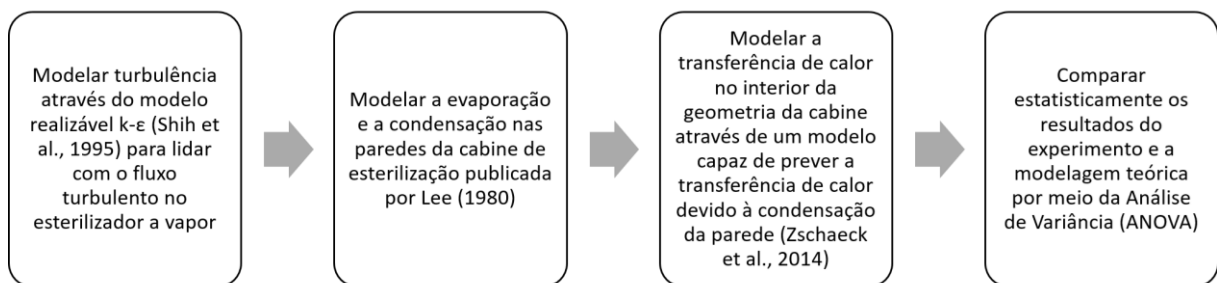 Modelar turbulência
através do modelo
realizável k-ε (Shih et
al., 1995) para lidar
com o fluxo
turbulento no
esterilizador a vapor
Modelar a evaporação
e a condensação nas
paredes da cabine de
esterilização publicada
por Lee (1980)
Modelar a
transferência de calor
no interior da
geometria da cabine
através de um modelo
capaz de prever a
transferência de calor
devido à condensação
da parede (Zschaeck
et al., 2014)
Comparar
estatisticamente os
resultados do
experimento e a
modelagem teórica
por meio da Análise
de Variância (ANOVA)